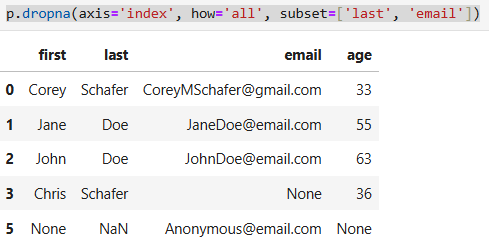 p.dropna(axis='index', how='all', subset=['last', 'email'])
first last email age
0 Corey Schafer CoreyMSchafer@gmail.com 33
1 Jane Doe JaneDoe@email.com 55
2 John Doe JohnDoe@email.com 63
3 Chris Schafer None 36
5 None NaN Anonymous@email.com None